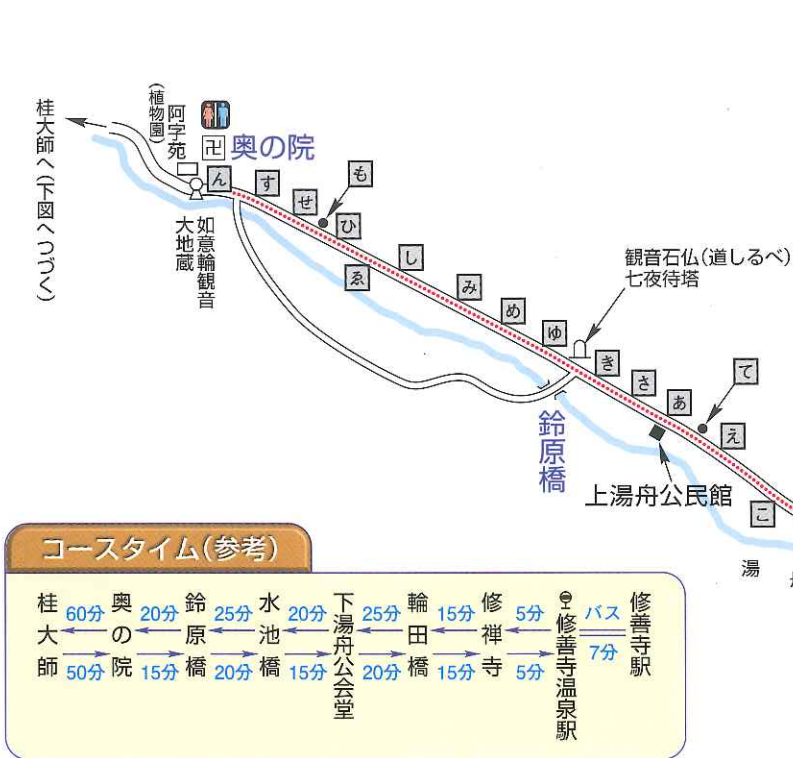 桂大師へ(下図へつづく)
(植物園)
阿字苑
卍 奥の院
如意輪観音
大地蔵
ん
す
せ
も
ひ
ゑ
し
み
め
ゆ
観音石仏(道しるべ)
七夜待塔
き
さ
あ
て
え
こ
鈴原橋
上湯舟公民館
湯
コースタイム(参考)
桂大師
60分
50分
奥の院
20分
15分
鈴原橋
25分
20分
水池橋
20分
15分
下湯舟公会堂
25分
20分
輪田橋
15分
15分
修禅寺
5分
5分
修善寺温泉駅
バス
7分
修善寺駅